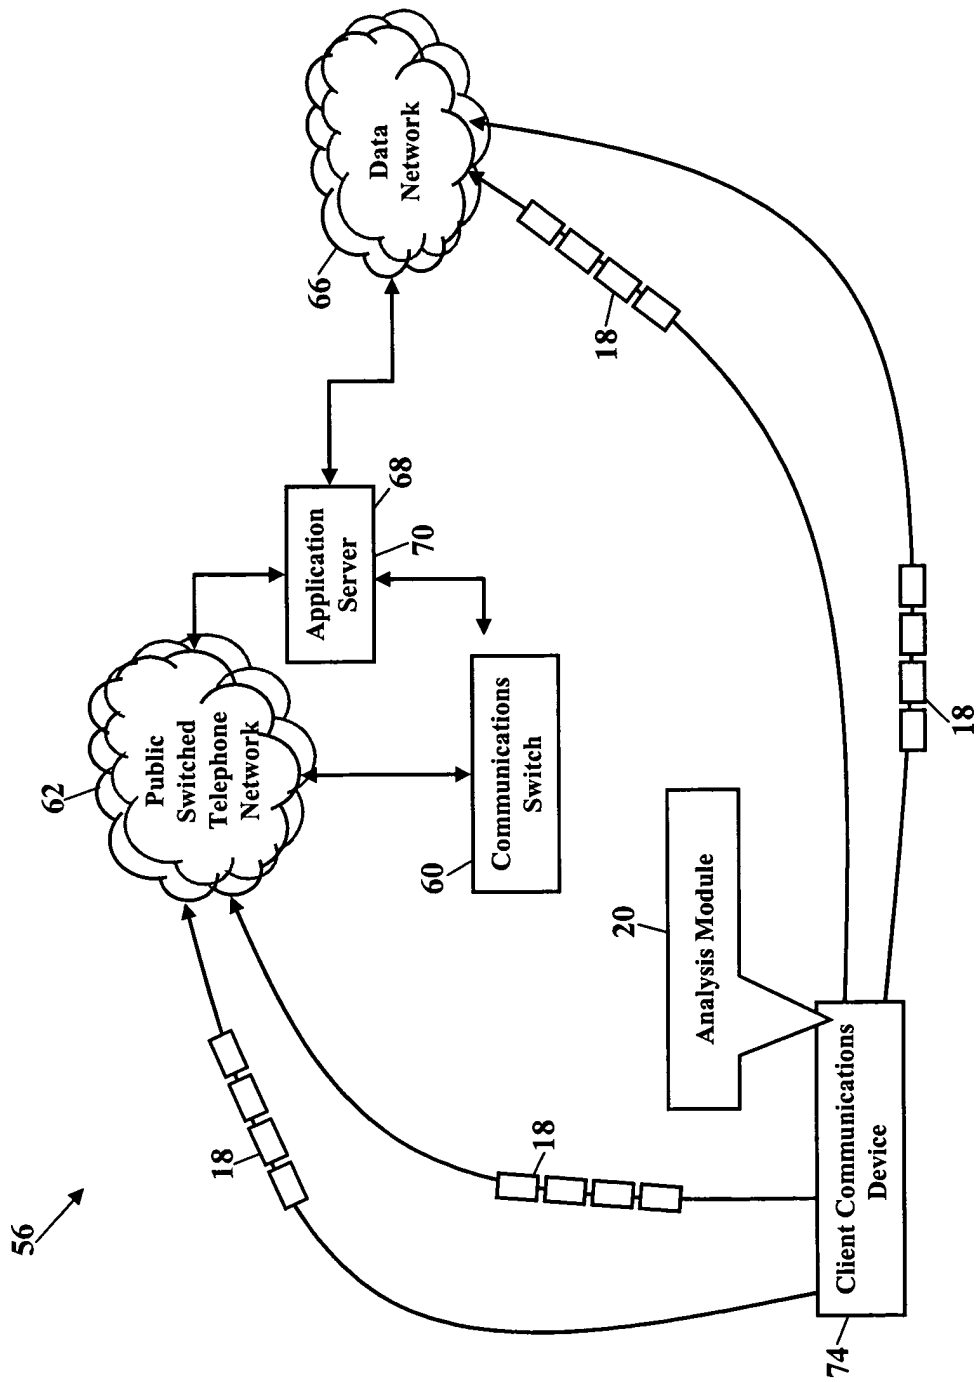 56
62
Public
Switched
Telephone
Network
66
Data
Network
Application
Server
68
70
60
Communications
Switch
18
18
18
18
20
Analysis Module
Client Communications
Device
74